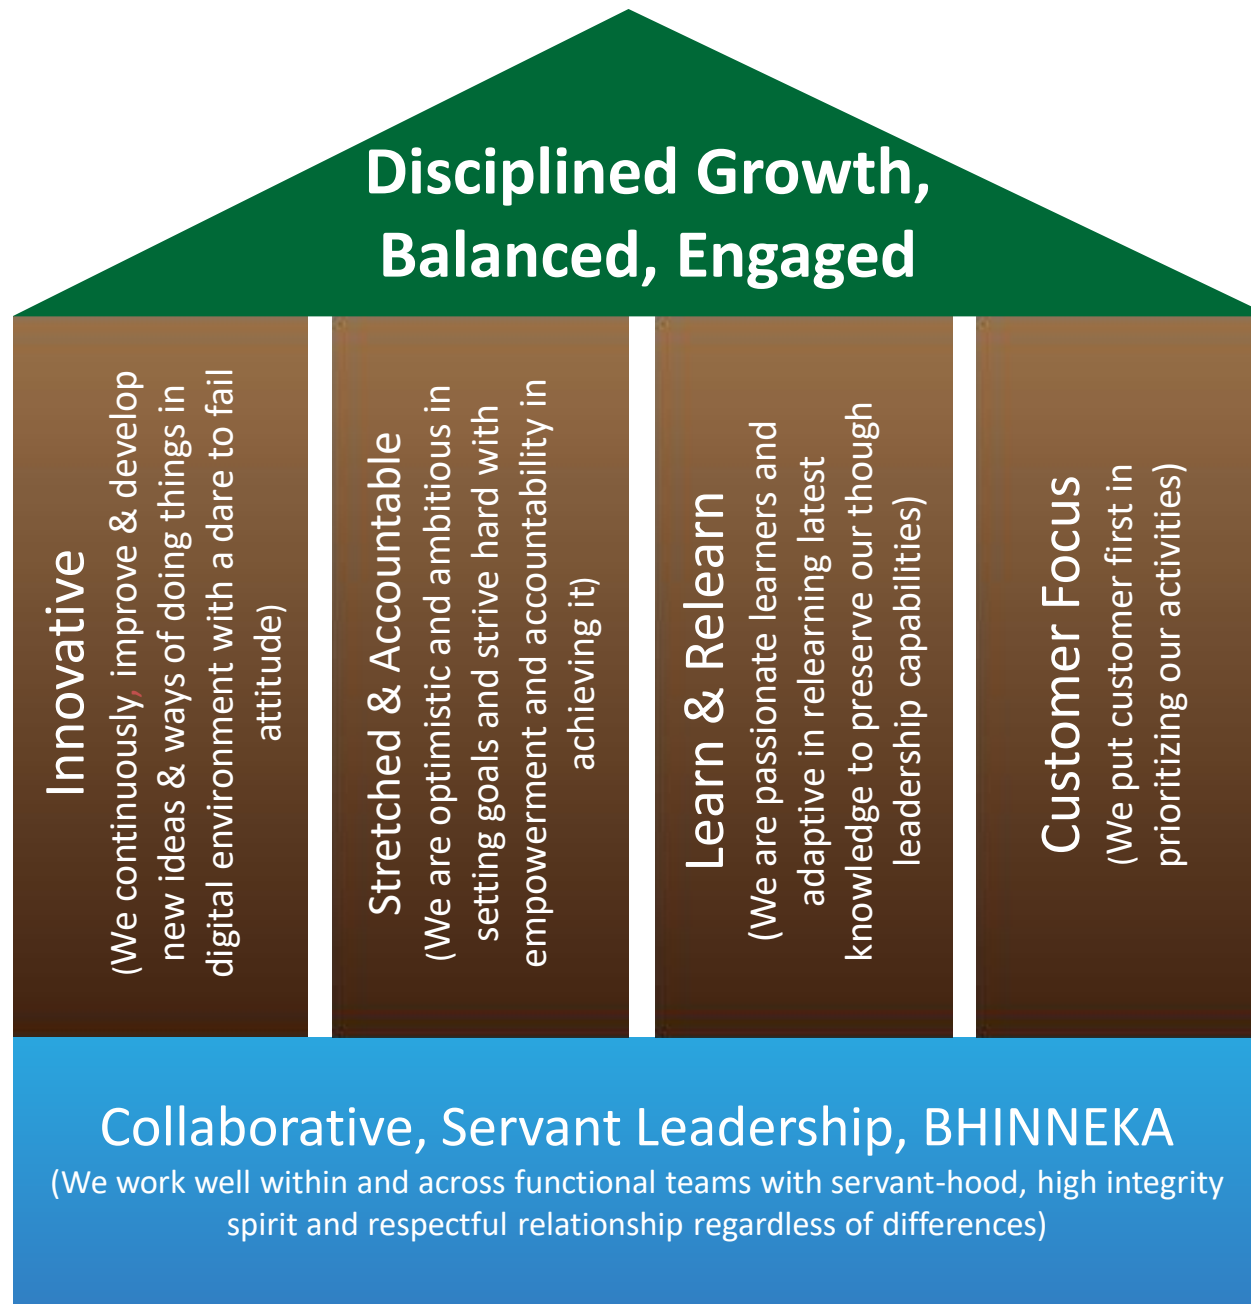 Disciplined Growth,
Balanced, Engaged
Innovative
(We continuously, improve & develop
new ideas & ways of doing things in
digital environment with a dare to fail
attitude)
Stretched & Accountable
(We are optimistic and ambitious in
setting goals and strive hard with
empowerment and accountability in
achieving it)
Learn & Relearn
(We are passionate learners and
adaptive in relearning latest
knowledge to preserve our though
leadership capabilities)
Customer Focus
(We put customer first in
prioritizing our activities)
Collaborative, Servant Leadership, BHINNEKA
(We work well within and across functional teams with servant-hood, high integrity
spirit and respectful relationship regardless of differences)